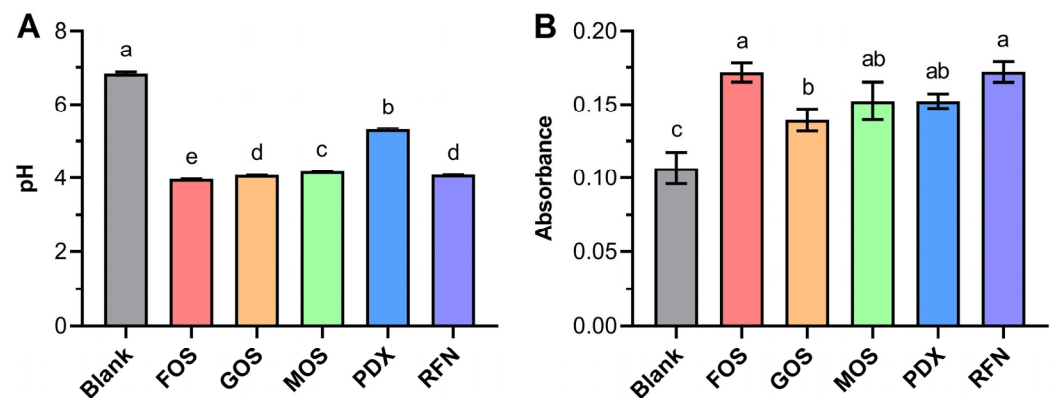 A
pH
8
6
4
2
0
a
e
d
c
b
d
Blank
FOS
GOS
MOS
PDX
RFN
B
Absorbance
0.20
0.15
0.10
0.05
0.00
c
a
b
ab
ab
a
Blank
FOS
GOS
MOS
PDX
RFN